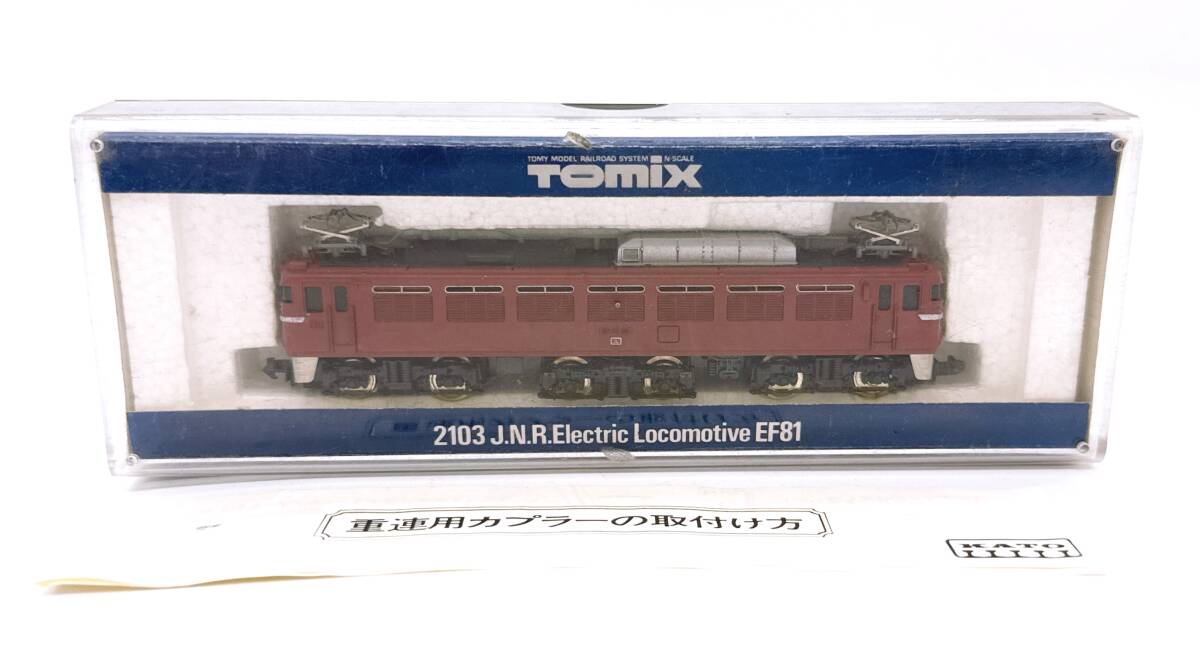 TOMY MODEL RAILROAD SYSTEM N-SCALE
TOMIX
2103 J.N.R.Electric Locomotive EF81
重連用カプラーの取付け方
KATO